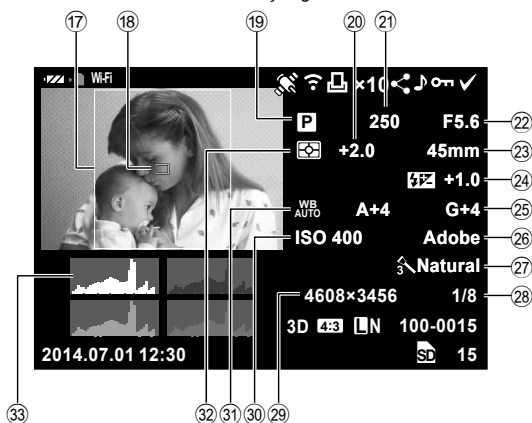 ⑰ ⑱ ⑳ ㉑
Wi-Fi ×10
⑲ P 250 F5.6 ㉒
+2.0 45mm ㉓
+1.0 ㉔
WB AUTO A+4 G+4 ㉕
ISO 400 Adobe ㉖
3 Natural ㉗
4608×3456 1/8 ㉘
3D 4:3 LN 100-0015
2014.07.01 12:30 SD 15
㉝ ㉜ ㉛ ㉚ ㉙